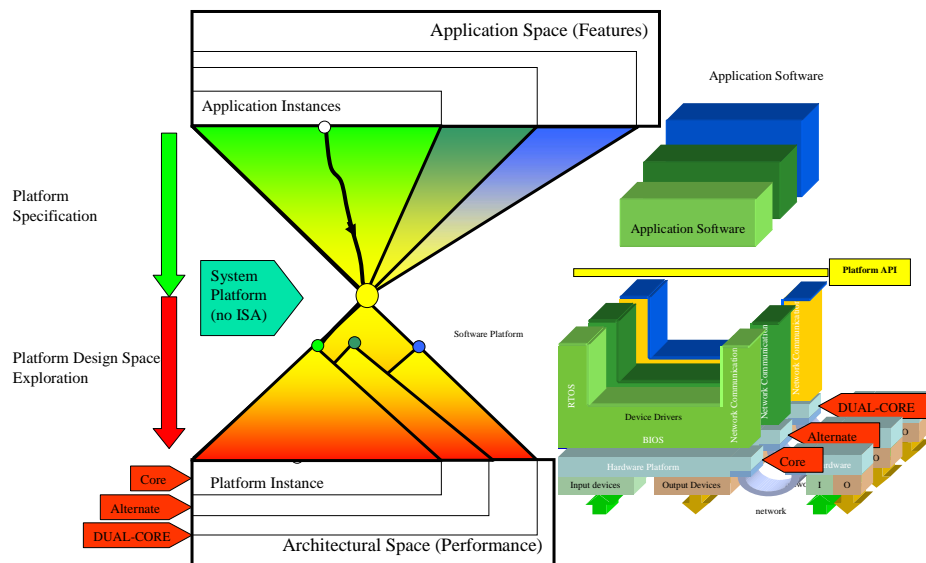 Application Space (Features)
Application Instances
Platform
Specification
System
Platform
(no ISA)
Platform Design Space
Exploration
Software Platform
Core
Platform Instance
Alternate
DUAL-CORE
Architectural Space (Performance)
Application Software
Application Software
Platform API
RTOS
Device Drivers
BIOS
Network Communication
Network Communication
Network Communication
DUAL-CORE
Alternate
Core
Hardware Platform
Input devices
Output Devices
network
I
O
O
O